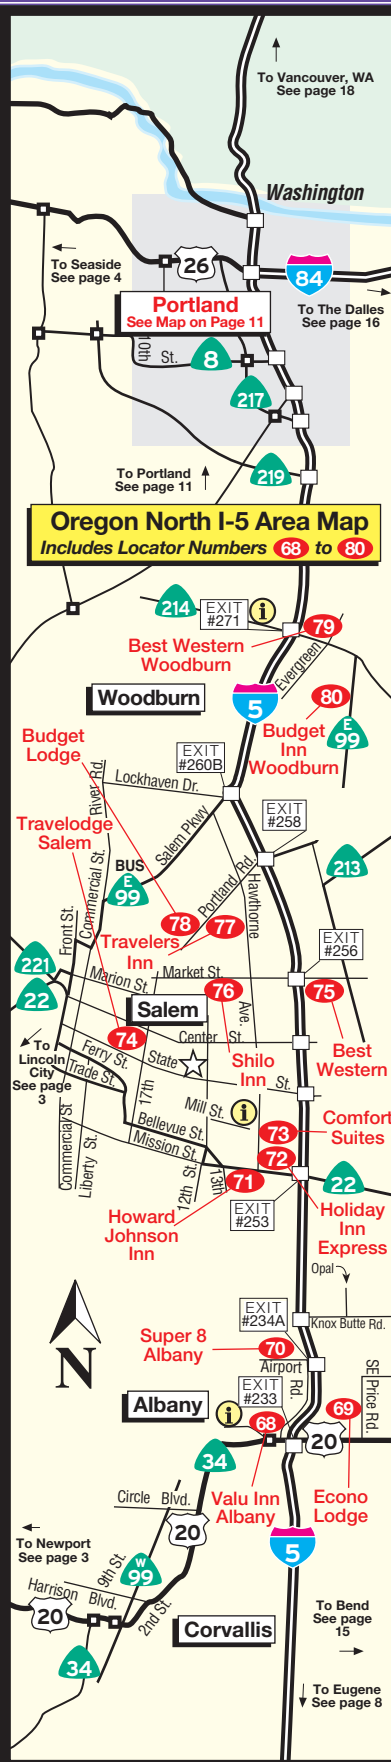 To Vancouver, WA
See page 18
Washington
To Seaside
See page 4
26
84
Portland
See Map on Page 11
To The Dalles
See page 16
10th
St.
8
217
To Portland
See page 11
219
Oregon North I-5 Area Map
Includes Locator Numbers 68 to 80
214
EXIT
#271
i
79
Best Western
Woodburn
Evergreen
Woodburn
5
80
Budget
Inn
Woodburn
E
99
Budget
Lodge
EXIT
#260B
River Rd.
Lockhaven Dr.
Travelodge
Salem
Commercial St.
BUS
E
99
Salem Pkwy
EXIT
#258
Portland Rd.
Hawthorne
Ave.
213
Front St.
78
77
Travelers
Inn
EXIT
#256
221
22
Marion St.
Market St.
76
75
Salem
74
Center St.
To
Lincoln
City
See page
3
Ferry St.
State
St.
Shilo
Inn
Best
Western
Trade St.
17th
Mill St.
i
73
Comfort
Suites
Commercial St
Liberty St.
Bellevue St.
Mission St.
12th St.
13th
72
71
22
Howard
Johnson
Inn
EXIT
#253
Holiday
Inn
Express
Opal
N
EXIT
#234A
Knox Butte Rd.
Super 8
Albany
70
Airport
Rd.
SE Price Rd.
EXIT
#233
Albany
i
68
69
20
34
Valu Inn
Albany
Econo
Lodge
Circle Blvd.
20
5
To Newport
See page 3
9th St.
W
99
Harrison
Blvd.
2nd St.
20
Corvallis
To Bend
See page
15
34
To Eugene
See page 8